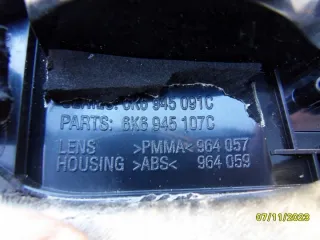 6K6 945 091C
PARTS: 6K6 945 107C
LENS >PMMA< 964 057
HOUSING >ABS< 964 059
07/11/2023